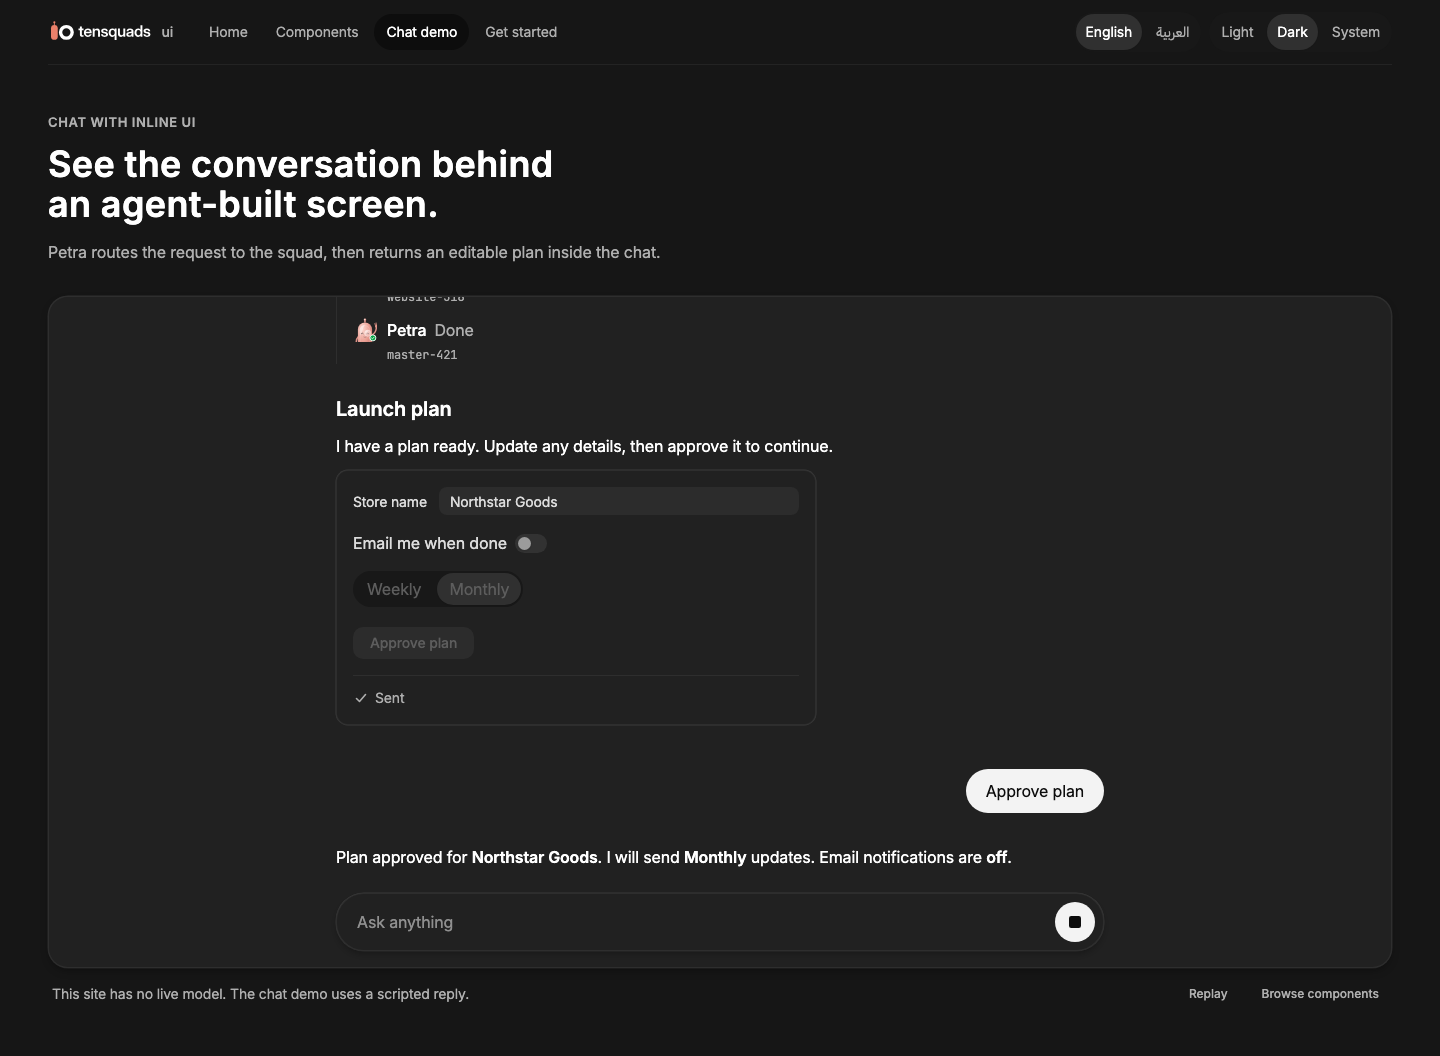 tensquads ui
Home
Components
Chat demo
Get started
English
العربية
Light
Dark
System
CHAT WITH INLINE UI
See the conversation behind
an agent-built screen.
Petra routes the request to the squad, then returns an editable plan inside the chat.
Petra Done
master-421
Launch plan
I have a plan ready. Update any details, then approve it to continue.
Store name Northstar Goods
Email me when done
Weekly Monthly
Approve plan
Sent
Approve plan
Plan approved for Northstar Goods. I will send Monthly updates. Email notifications are off.
Ask anything
This site has no live model. The chat demo uses a scripted reply.
Replay
Browse components